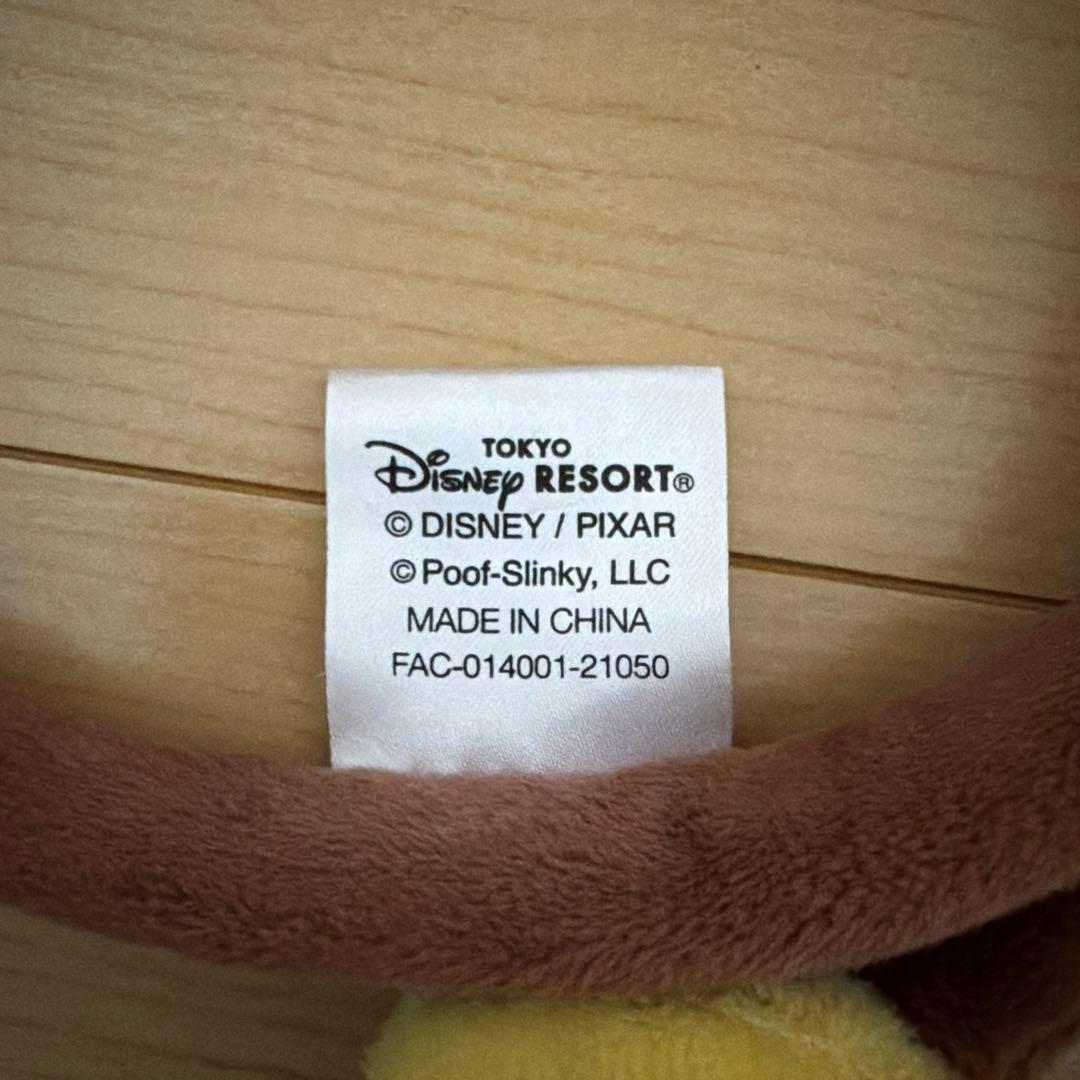 TOKYO
Disney RESORT®
© DISNEY / PIXAR
© Poof-Slinky, LLC
MADE IN CHINA
FAC-014001-21050